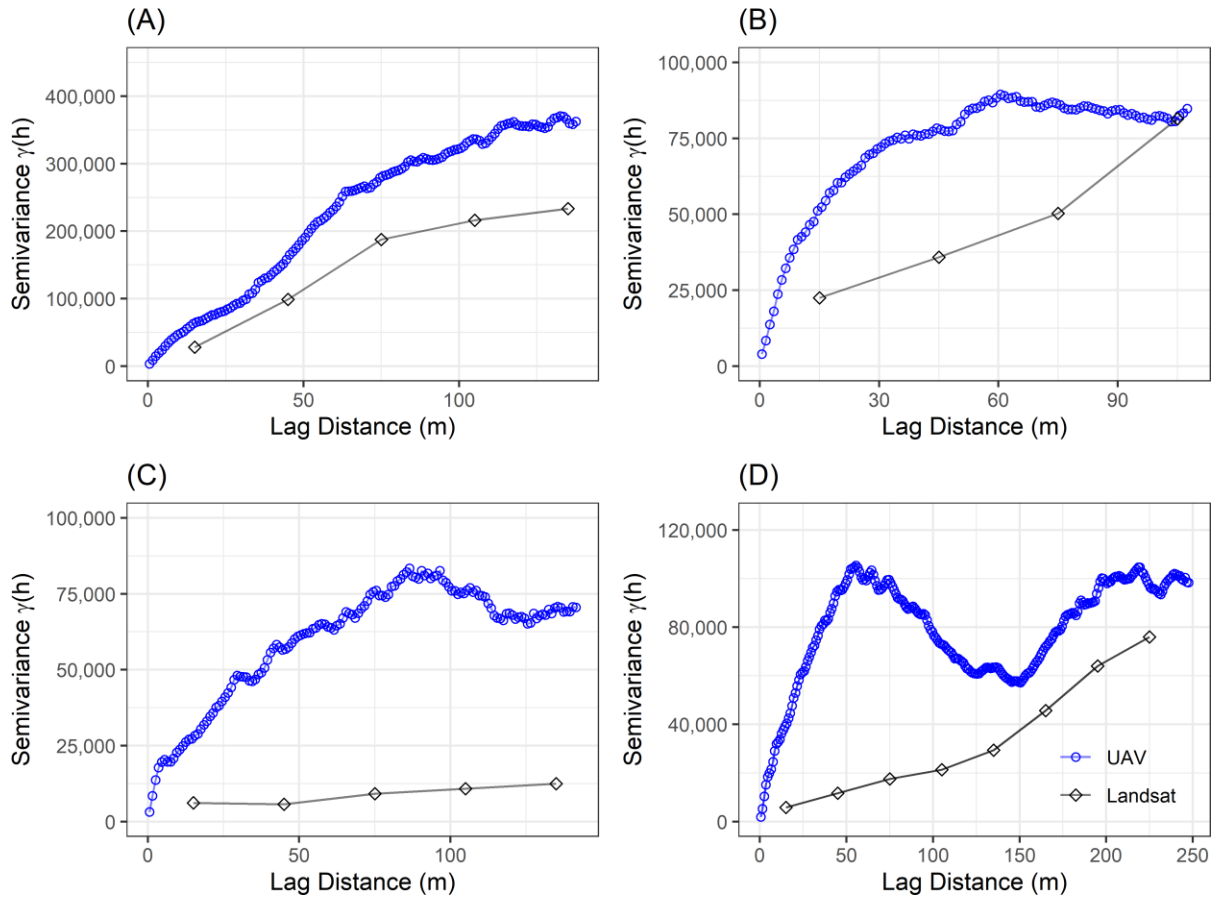 (A)
Semivariance γ(h)
400,000
300,000
200,000
100,000
0
0 50 100
Lag Distance (m)
(B)
Semivariance γ(h)
100,000
75,000
50,000
25,000
0
0 30 60 90
Lag Distance (m)
(C)
Semivariance γ(h)
100,000
75,000
50,000
25,000
0
0 50 100
Lag Distance (m)
(D)
Semivariance γ(h)
120,000
80,000
40,000
0
0 50 100 150 200 250
Lag Distance (m)
UAV
Landsat